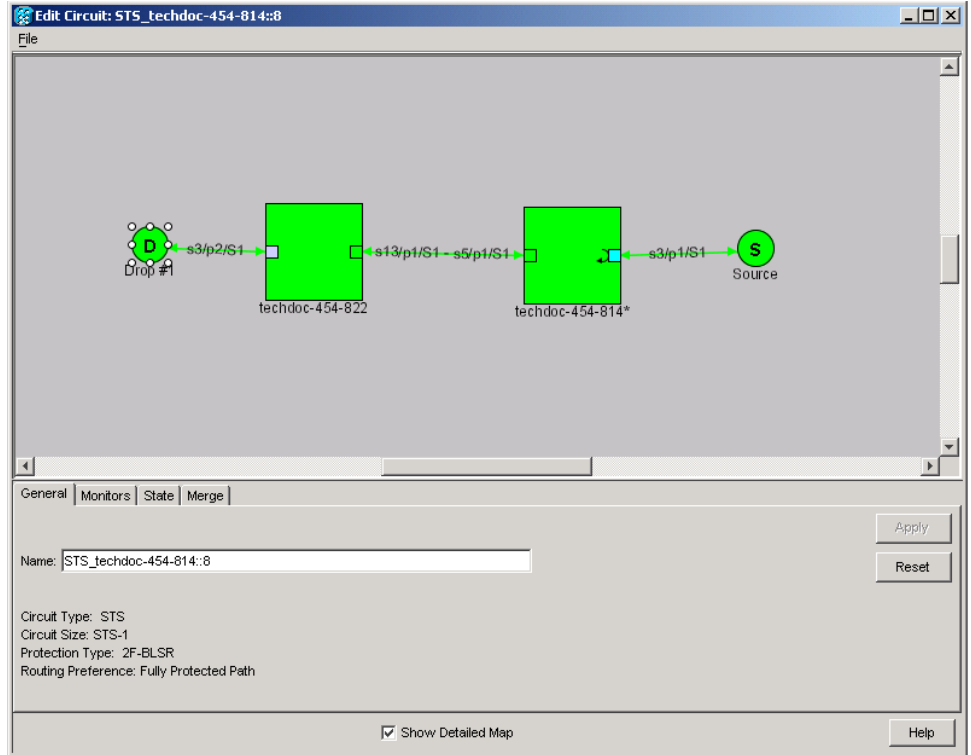 Edit Circuit: STS_techdoc-454-814::8
File
D
s3/p2/S1
s13/p1/S1 - s5/p1/S1
s3/p1/S1
S
Drop #1
Source
techdoc-454-822
techdoc-454-814*
General
Monitors
State
Merge
Apply
Name: STS_techdoc-454-814::8
Reset
Circuit Type: STS
Circuit Size: STS-1
Protection Type: 2F-BLSR
Routing Preference: Fully Protected Path
Show Detailed Map
Help